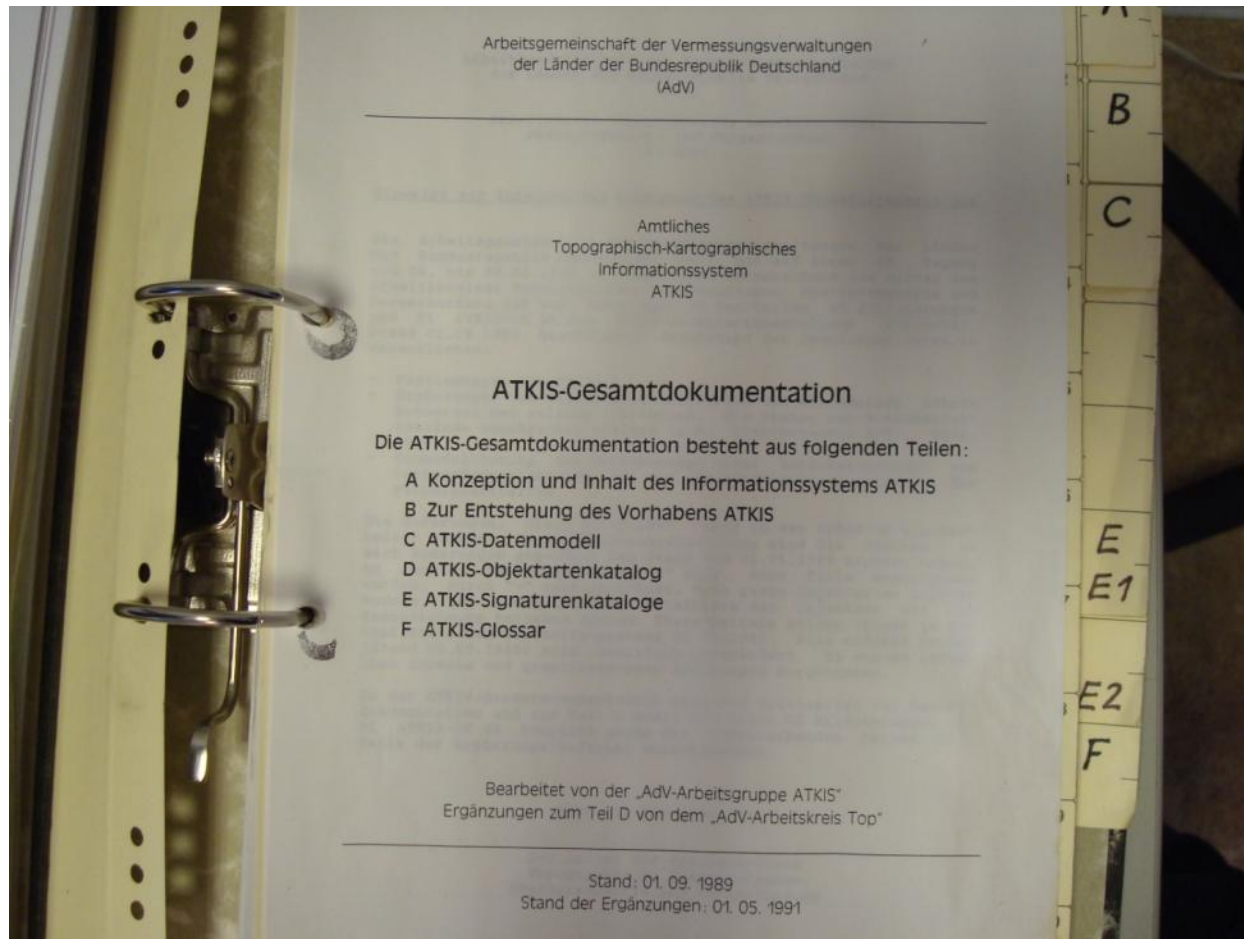 Arbeitsgemeinschaft der Vermessungsverwaltungen
der Länder der Bundesrepublik Deutschland
(AdV)
Amtliches
Topographisch-Kartographisches
Informationssystem
ATKIS
ATKIS-Gesamtdokumentation
Die ATKIS-Gesamtdokumentation besteht aus folgenden Teilen:
A Konzeption und Inhalt des Informationssystems ATKIS
B Zur Entstehung des Vorhabens ATKIS
C ATKIS-Datenmodell
D ATKIS-Objektartenkatalog
E ATKIS-Signaturenkataloge
F ATKIS-Glossar
Bearbeitet von der „AdV-Arbeitsgruppe ATKIS“
Ergänzungen zum Teil D von dem „AdV-Arbeitskreis Top“
Stand: 01. 09. 1989
Stand der Ergänzungen: 01. 05. 1991
A
B
C
E
E1
E2
F